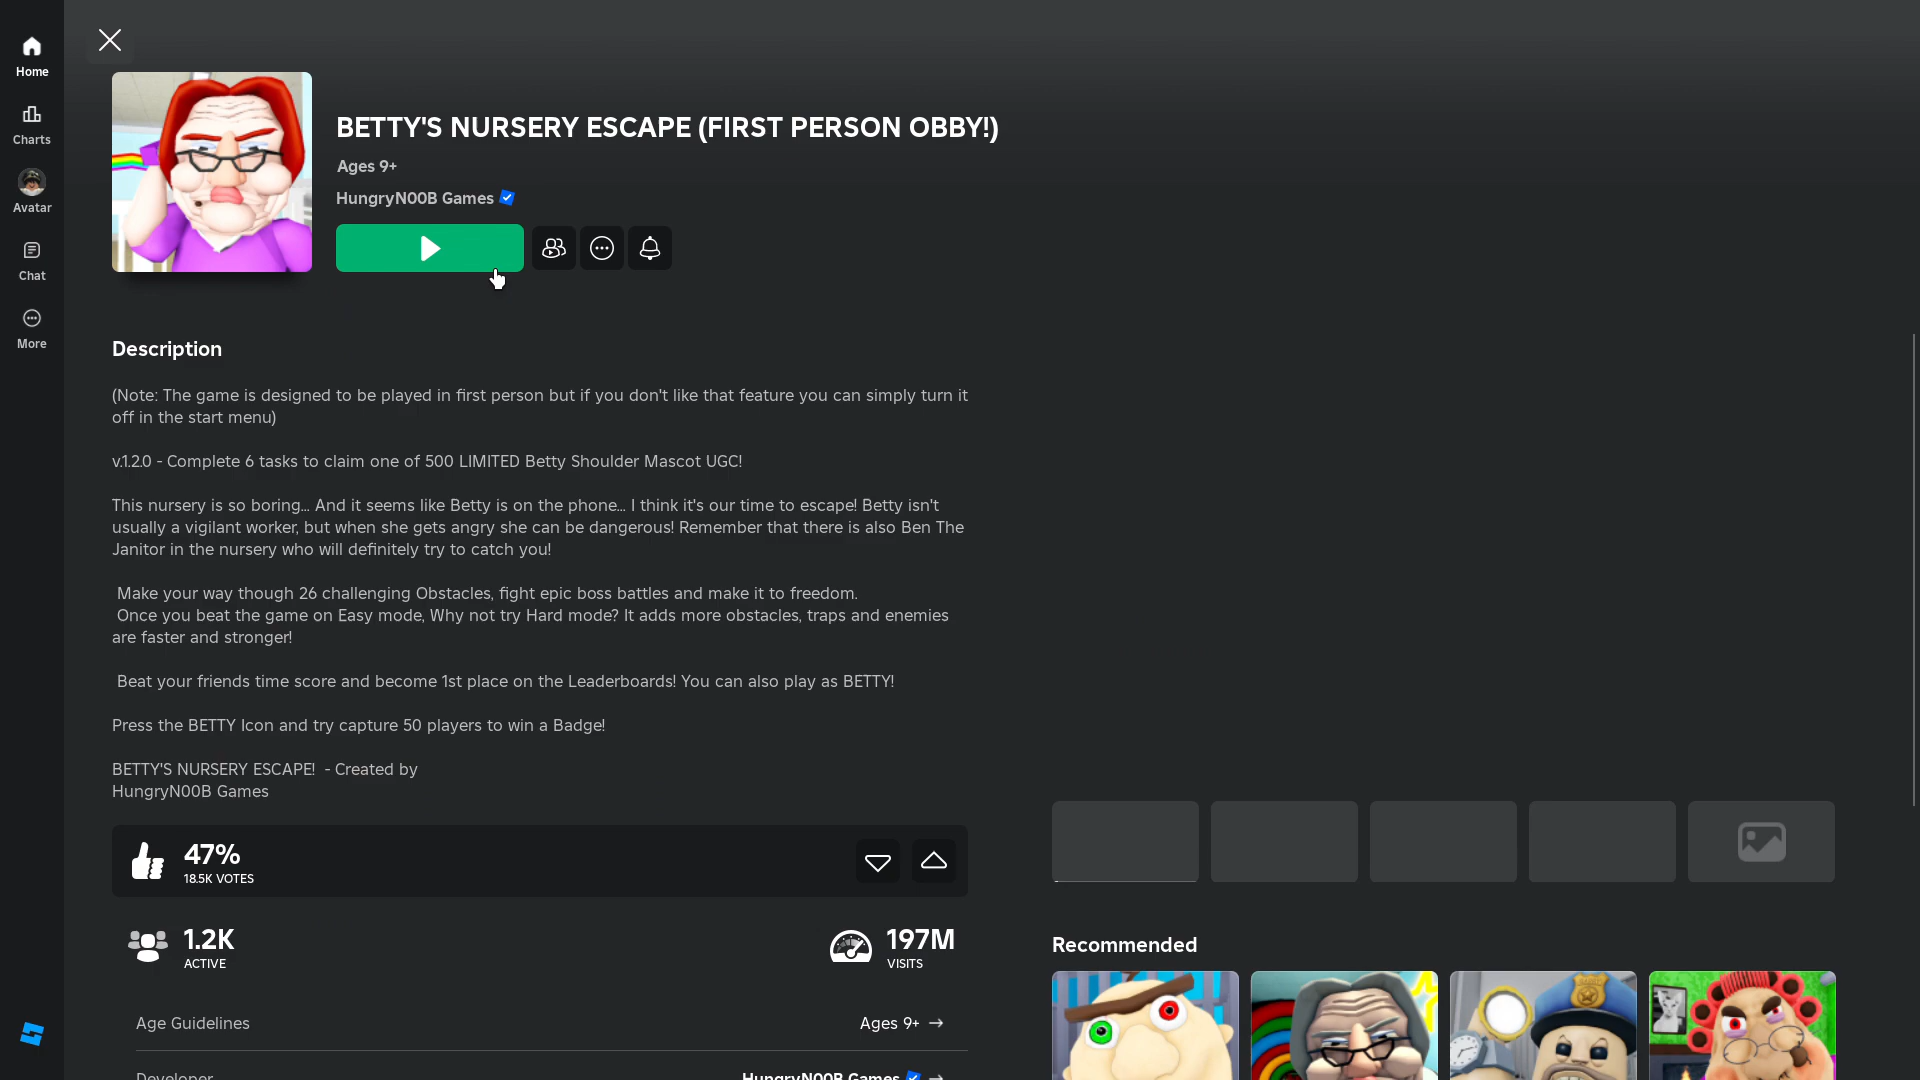 Home
Charts
Avatar
Chat
More
BETTY'S NURSERY ESCAPE (FIRST PERSON OBBY!)
Ages 9+
HungryN00B Games
Description
(Note: The game is designed to be played in first person but if you don't like that feature you can simply turn it
off in the start menu)
v.1.2.0 - Complete 6 tasks to claim one of 500 LIMITED Betty Shoulder Mascot UGC!
This nursery is so boring... And it seems like Betty is on the phone... I think it's our time to escape! Betty isn't
usually a vigilant worker, but when she gets angry she can be dangerous! Remember that there is also Ben The
Janitor in the nursery who will definitely try to catch you!
Make your way though 26 challenging Obstacles, fight epic boss battles and make it to freedom.
Once you beat the game on Easy mode, Why not try Hard mode? It adds more obstacles, traps and enemies
are faster and stronger!
Beat your friends time score and become 1st place on the Leaderboards! You can also play as BETTY!
Press the BETTY Icon and try capture 50 players to win a Badge!
BETTY'S NURSERY ESCAPE! - Created by
HungryN00B Games
47%
18.5K VOTES
1.2K
ACTIVE
197M
VISITS
Age Guidelines
Ages 9+
Developer
HungryN00B Games
Recommended